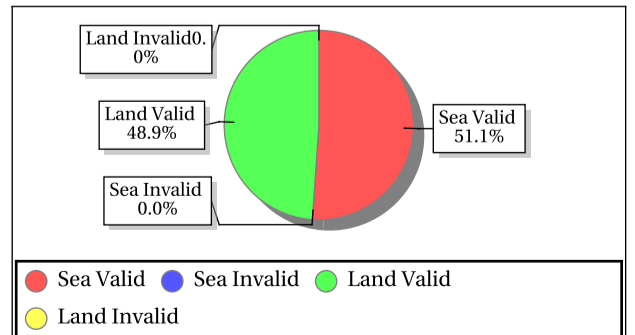 Land Invalid0.
0%
Land Valid
48.9%
Sea Valid
51.1%
Sea Invalid
0.0%
Sea Valid
Sea Invalid
Land Valid
Land Invalid